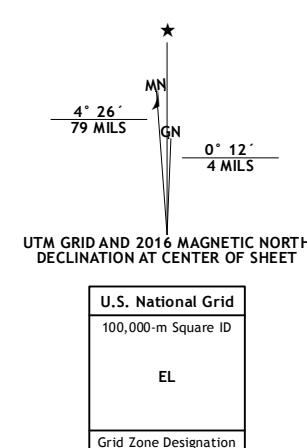 ★
MN
GN
4° 26´
79 MILS
0° 12´
4 MILS
UTM GRID AND 2016 MAGNETIC NORTH
DECLINATION AT CENTER OF SHEET
U.S. National Grid
100,000-m Square ID
EL
Grid Zone Designation